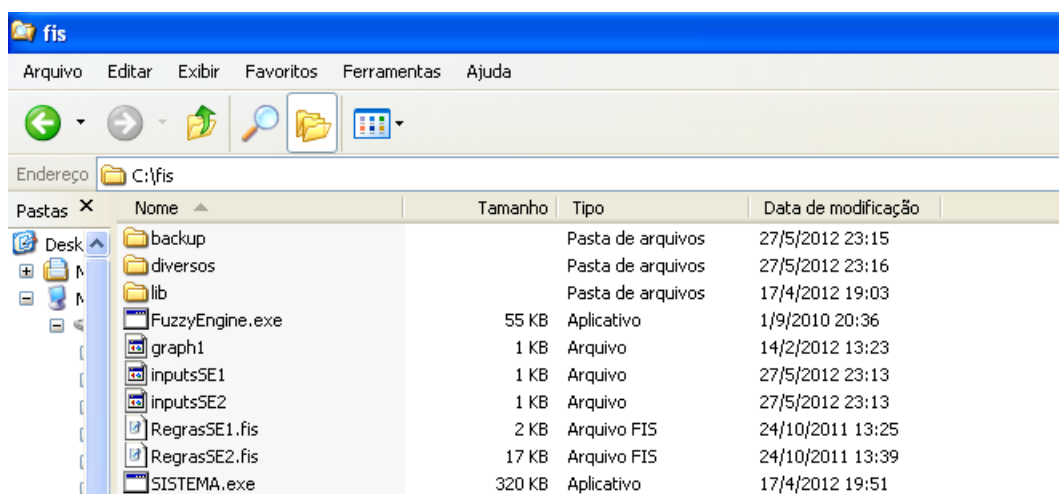 fis
Arquivo Editar Exibir Favoritos Ferramentas Ajuda
Endereço C:\fis
Pastas X Nome Tamanho Tipo Data de modificação
Desk backup Pasta de arquivos 27/5/2012 23:15
diversos Pasta de arquivos 27/5/2012 23:16
lib Pasta de arquivos 17/4/2012 19:03
FuzzyEngine.exe 55 KB Aplicativo 1/9/2010 20:36
graph1 1 KB Arquivo 14/2/2012 13:23
inputsSE1 1 KB Arquivo 27/5/2012 23:13
inputsSE2 1 KB Arquivo 27/5/2012 23:13
RegrasSE1.fis 2 KB Arquivo FIS 24/10/2011 13:25
RegrasSE2.fis 17 KB Arquivo FIS 24/10/2011 13:39
SISTEMA.exe 320 KB Aplicativo 17/4/2012 19:51